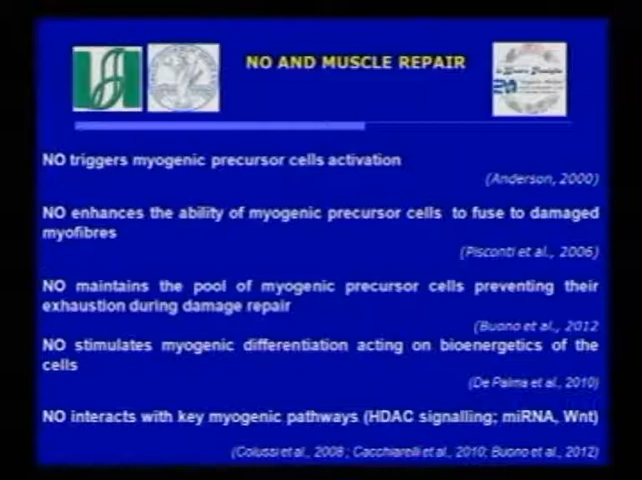 NO AND MUSCLE REPAIR
NO triggers myogenic precursor cells activation
(Anderson, 2000)
NO enhances the ability of myogenic precursor cells to fuse to damaged
myofibres
(Pisconti et al., 2006)
NO maintains the pool of myogenic precursor cells preventing their
exhaustion during damage repair
(Buono et al., 2012
NO stimulates myogenic differentiation acting on bioenergetics of the
cells
(De Palma et al., 2010)
NO interacts with key myogenic pathways (HDAC signalling; miRNA, Wnt)
(Colussi et al., 2008; Cacchiarelli et al., 2010; Buono et al., 2012)